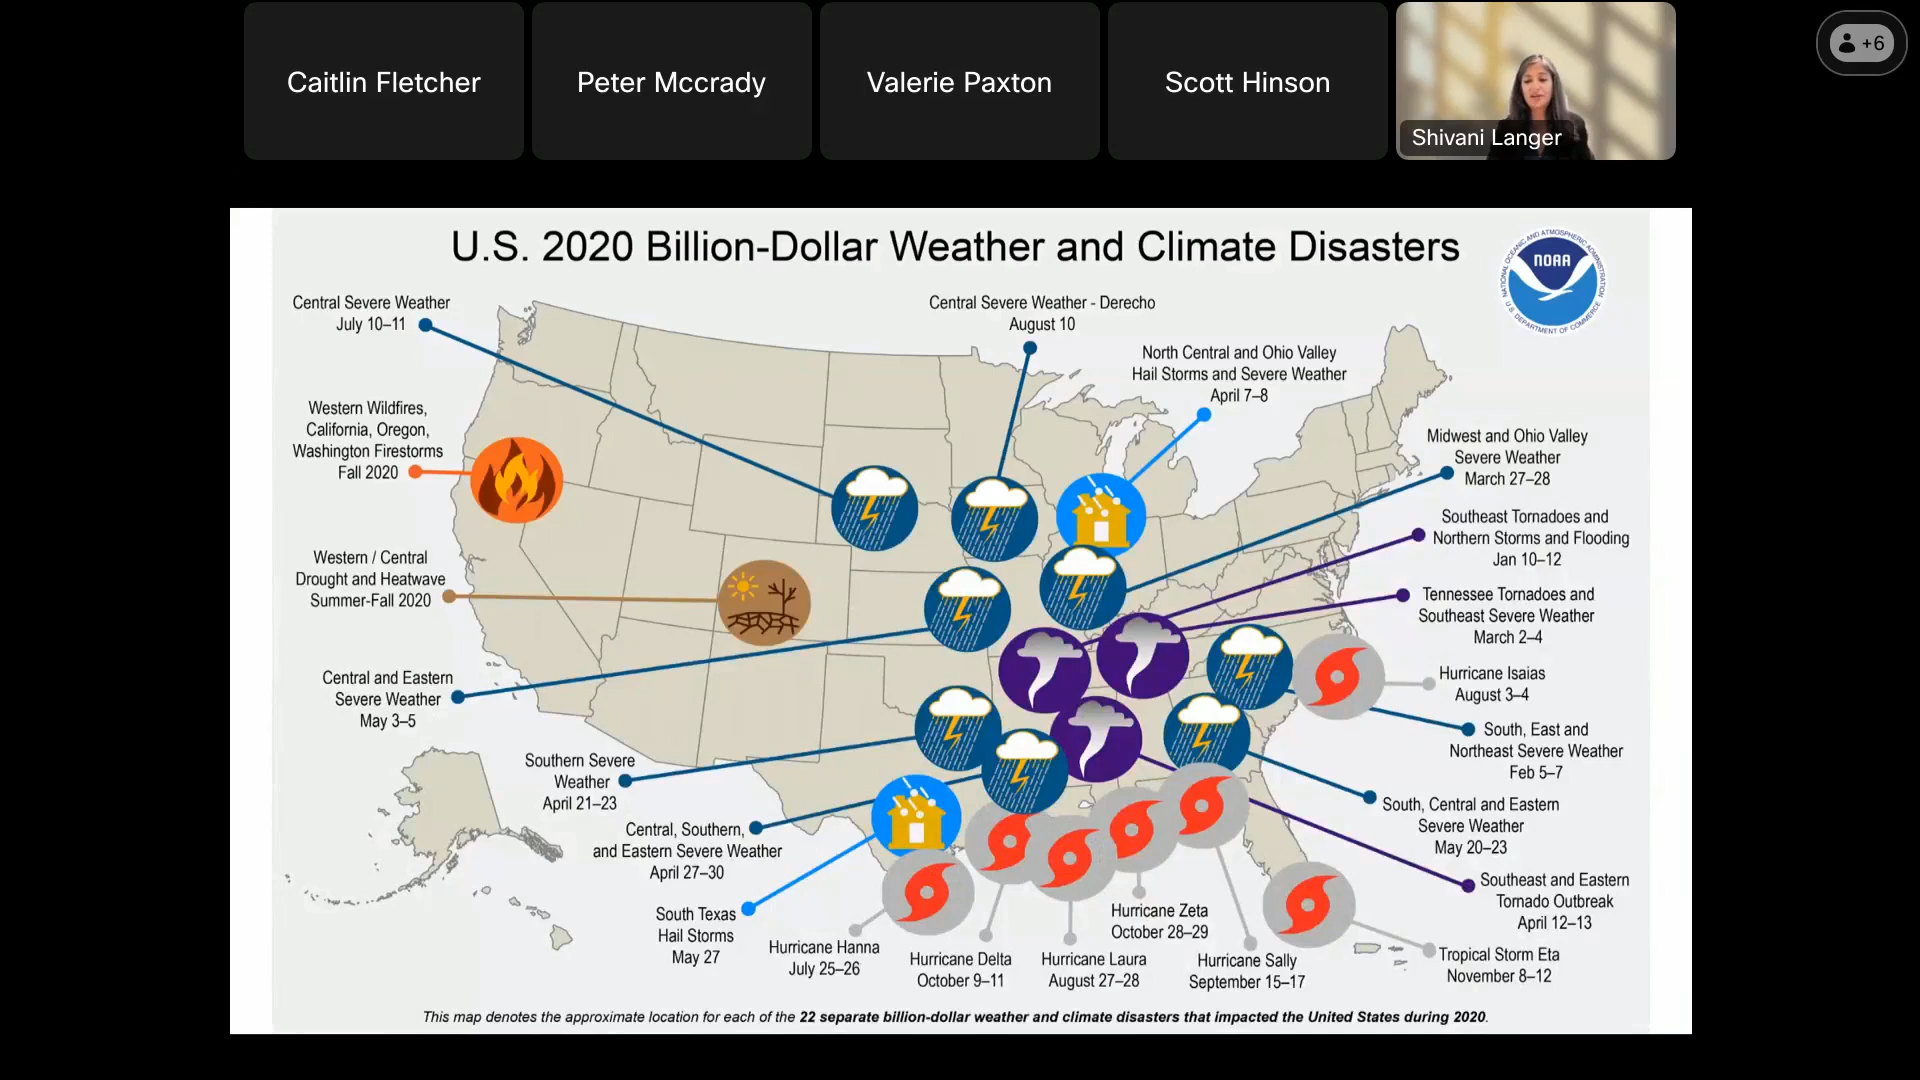 Caitlin Fletcher
Peter Mccrady
Valerie Paxton
Scott Hinson
Shivani Langer
+6
U.S. 2020 Billion-Dollar Weather and Climate Disasters
NATIONAL OCEANIC AND ATMOSPHERIC ADMINISTRATION
NOAA
U.S. DEPARTMENT OF COMMERCE
Central Severe Weather
July 10–11
Central Severe Weather - Derecho
August 10
North Central and Ohio Valley
Hail Storms and Severe Weather
April 7–8
Western Wildfires,
California, Oregon,
Washington Firestorms
Fall 2020
Midwest and Ohio Valley
Severe Weather
March 27–28
Southeast Tornadoes and
Northern Storms and Flooding
Jan 10–12
Western / Central
Drought and Heatwave
Summer-Fall 2020
Tennessee Tornadoes and
Southeast Severe Weather
March 2–4
Central and Eastern
Severe Weather
May 3–5
Hurricane Isaias
August 3–4
South, East and
Northeast Severe Weather
Feb 5–7
Southern Severe
Weather
April 21–23
South, Central and Eastern
Severe Weather
May 20–23
Central, Southern,
and Eastern Severe Weather
April 27–30
Southeast and Eastern
Tornado Outbreak
April 12–13
South Texas
Hail Storms
May 27
Hurricane Hanna
July 25–26
Hurricane Delta
October 9–11
Hurricane Laura
August 27–28
Hurricane Zeta
October 28–29
Hurricane Sally
September 15–17
Tropical Storm Eta
November 8–12
This map denotes the approximate location for each of the 22 separate billion-dollar weather and climate disasters that impacted the United States during 2020.